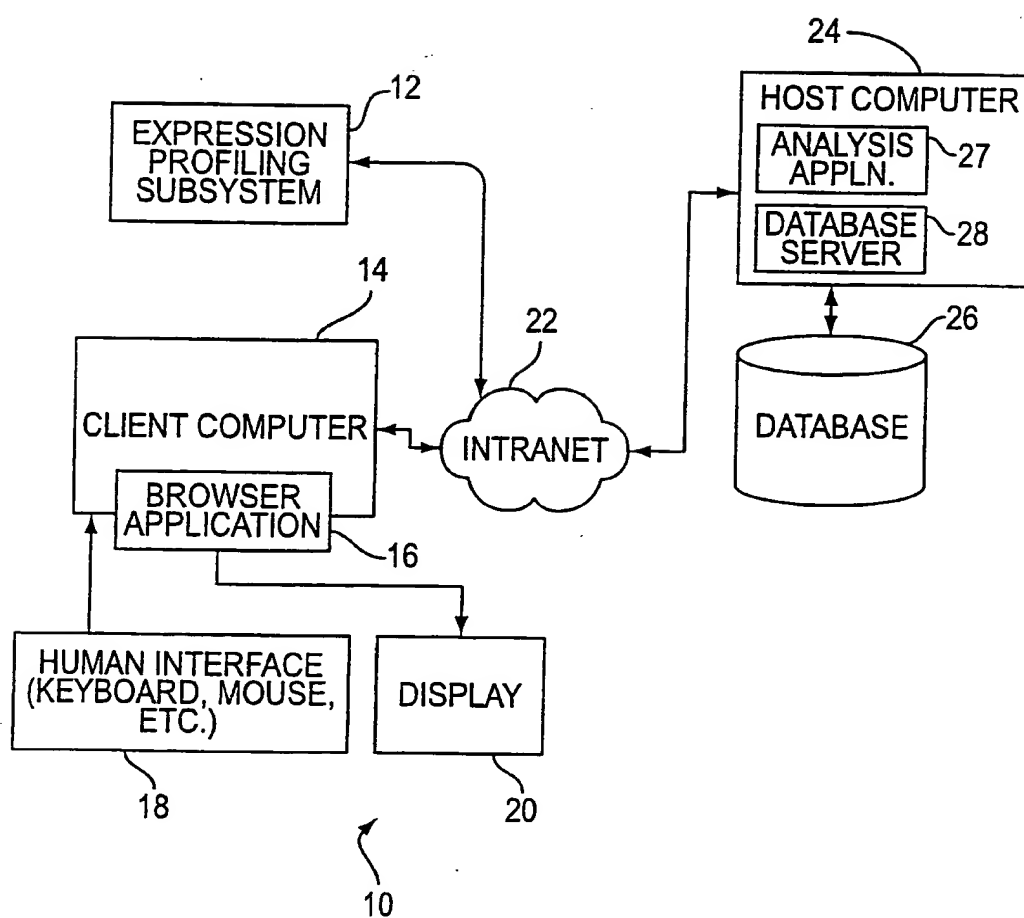 24
HOST COMPUTER
ANALYSIS
APPLN.
27
DATABASE
SERVER
28
12
EXPRESSION
PROFILING
SUBSYSTEM
14
CLIENT COMPUTER
BROWSER
APPLICATION
16
22
INTRANET
26
DATABASE
HUMAN INTERFACE
(KEYBOARD, MOUSE,
ETC.)
18
DISPLAY
20
10